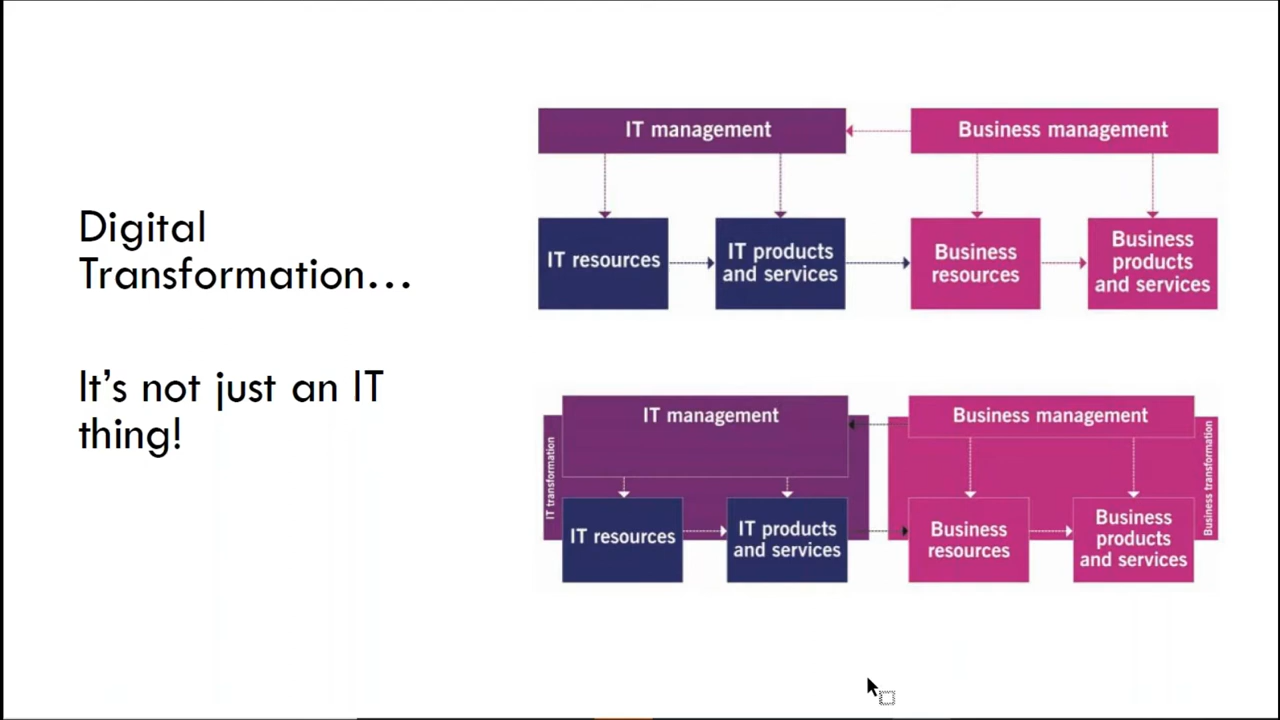 Digital
Transformation…
It's not just an IT
thing!
IT management
Business management
IT resources
IT products
and services
Business
resources
Business
products
and services
IT transformation
IT management
Business management
Business transformation
IT resources
IT products
and services
Business
resources
Business
products
and services